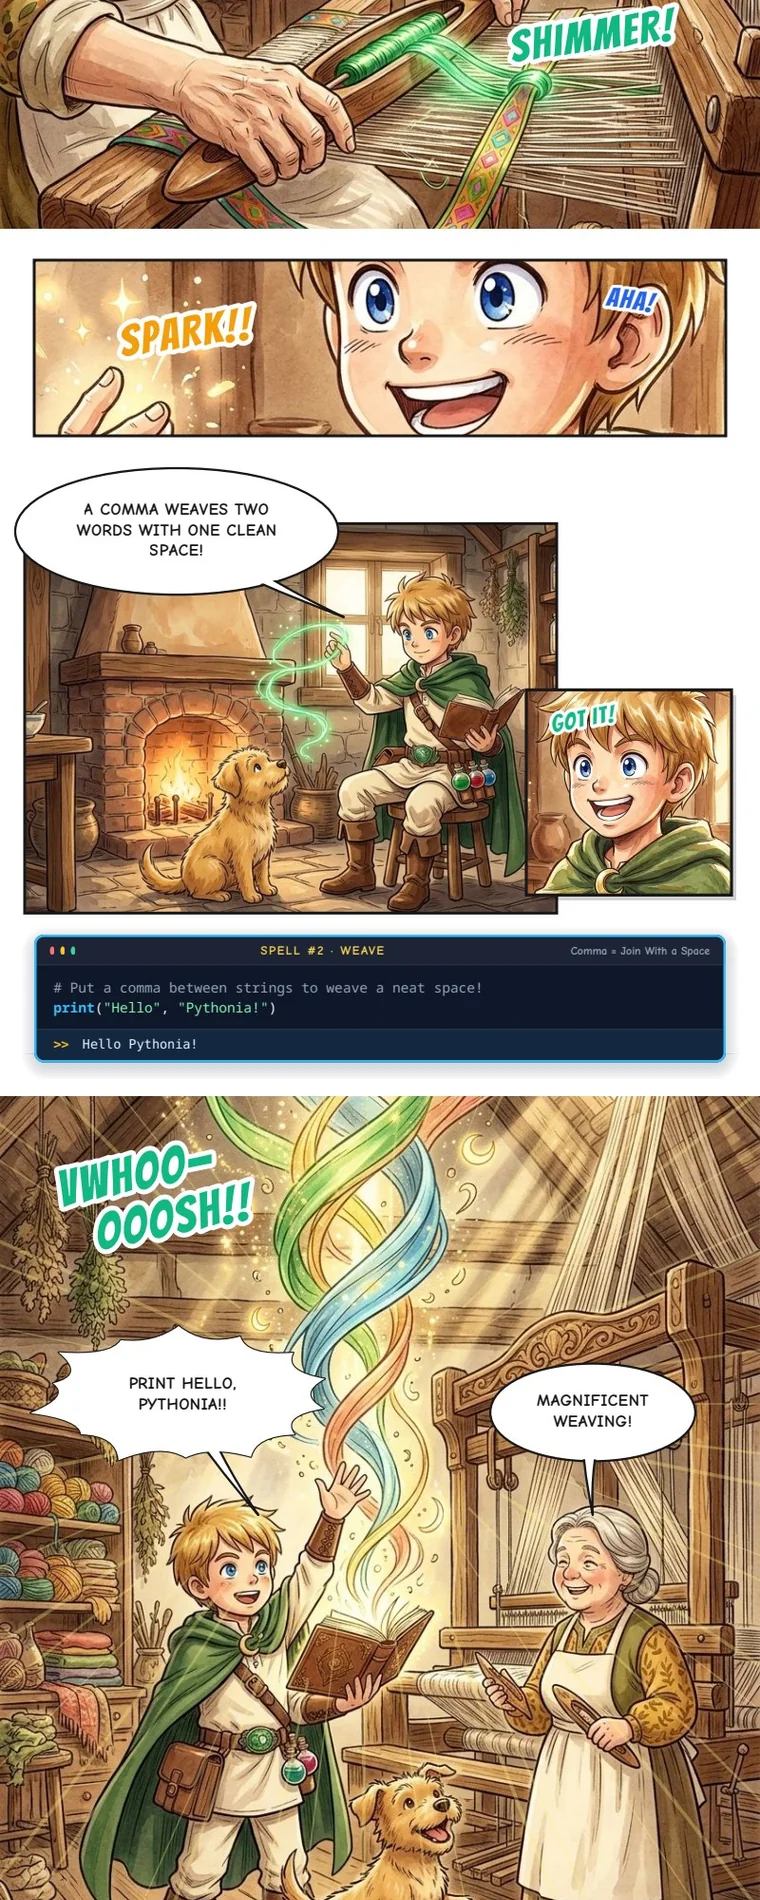 SHIMMER!
SPARK!!
AHA!
A COMMA WEAVES TWO
WORDS WITH ONE CLEAN
SPACE!
GOT IT!
SPELL #2 · WEAVE
Comma = Join With a Space
# Put a comma between strings to weave a neat space!
print("Hello", "Pythonia!")
>> Hello Pythonia!
VWHOO—
OOOSH!!
PRINT HELLO,
PYTHONIA!!
MAGNIFICENT
WEAVING!